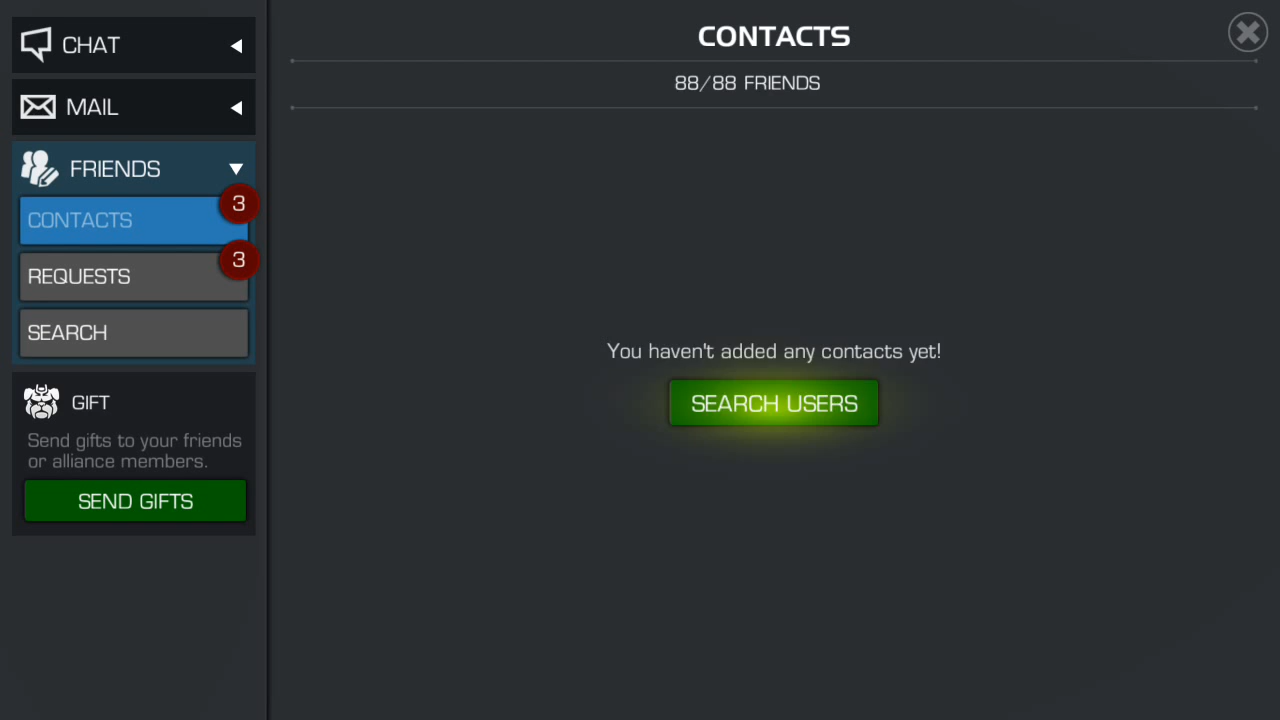 CHAT
MAIL
FRIENDS
CONTACTS
3
REQUESTS
3
SEARCH
GIFT
Send gifts to your friends
or alliance members.
SEND GIFTS
CONTACTS
88/88 FRIENDS
You haven't added any contacts yet!
SEARCH USERS